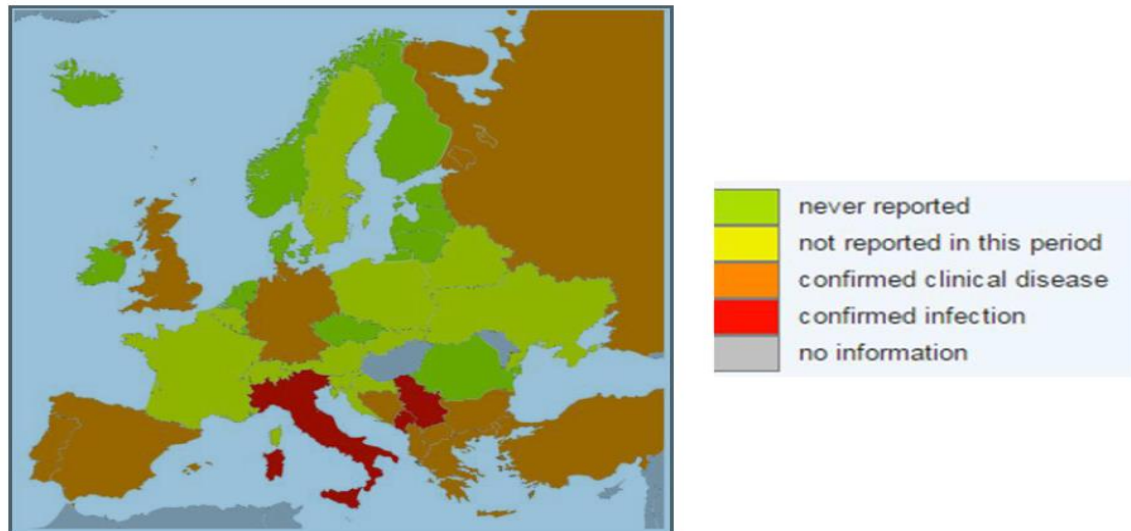 never reported
not reported in this period
confirmed clinical disease
confirmed infection
no information